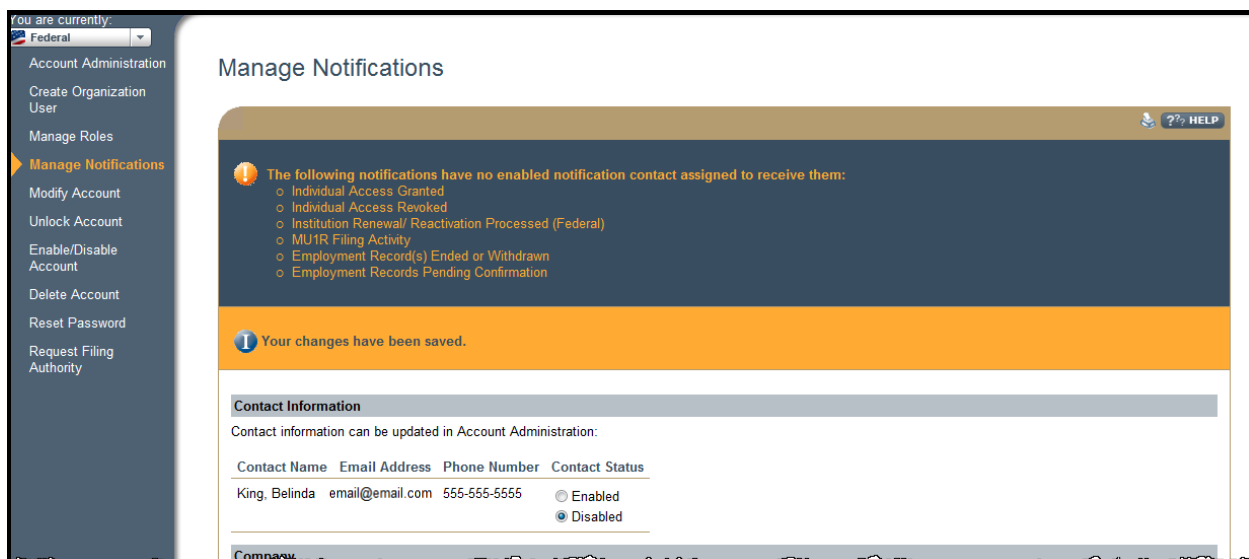 You are currently:
Federal
Account Administration
Create Organization
User
Manage Roles
Manage Notifications
Modify Account
Unlock Account
Enable/Disable
Account
Delete Account
Reset Password
Request Filing
Authority
Manage Notifications
??? HELP
The following notifications have no enabled notification contact assigned to receive them:
Individual Access Granted
Individual Access Revoked
Institution Renewal/ Reactivation Processed (Federal)
MU1R Filing Activity
Employment Record(s) Ended or Withdrawn
Employment Records Pending Confirmation
Your changes have been saved.
Contact Information
Contact information can be updated in Account Administration:
Contact Name Email Address Phone Number Contact Status
King, Belinda email@email.com 555-555-5555 Enabled
Disabled
Company